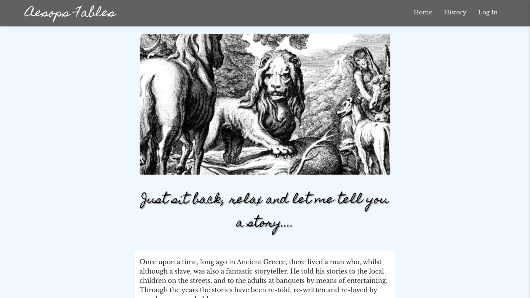 Aesops-Fables
Home History Log In
Just sit back, relax and let me tell you
a story....
Once upon a time, long ago in Ancient Greece, there lived a man who, whilst
although a slave, was also a fantastic storyteller. He told his stories to the local
children on the streets, and to the adults at banquets by means of entertaining.
Through the years the stories have been re-told, re-written and re-loved by